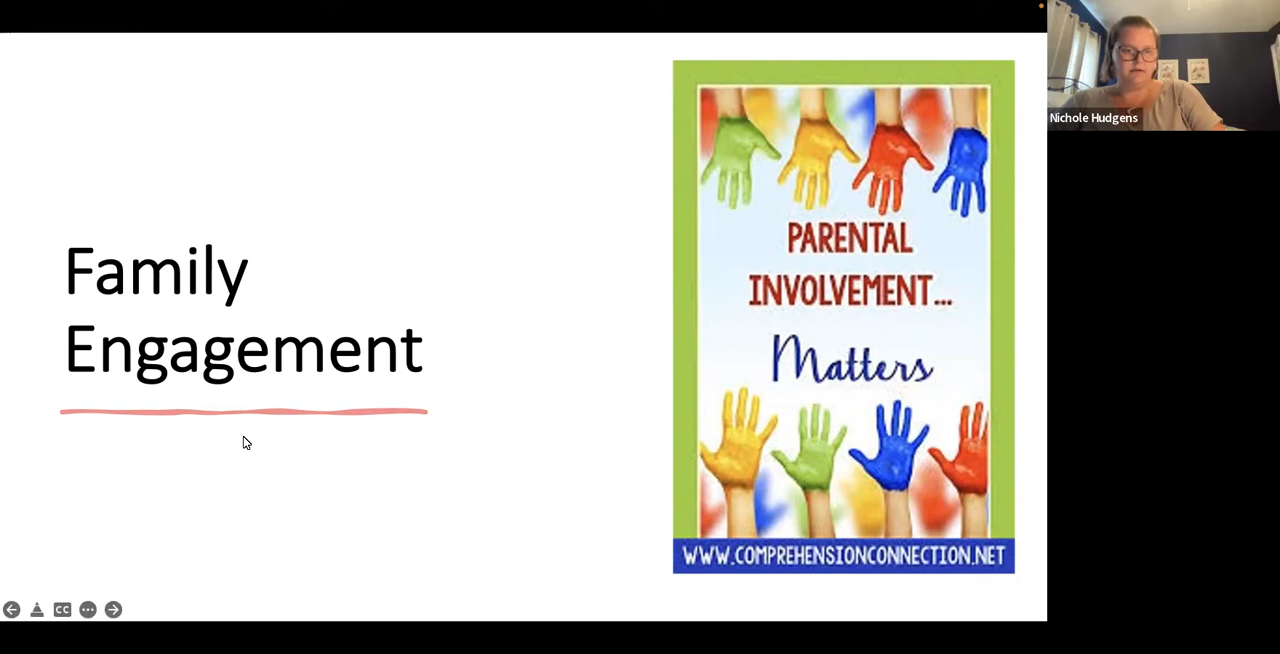 Family
Engagement
PARENTAL
INVOLVEMENT...
Matters
WWW.COMPREHENSIONCONNECTION.NET
CC
Nichole Hudgens